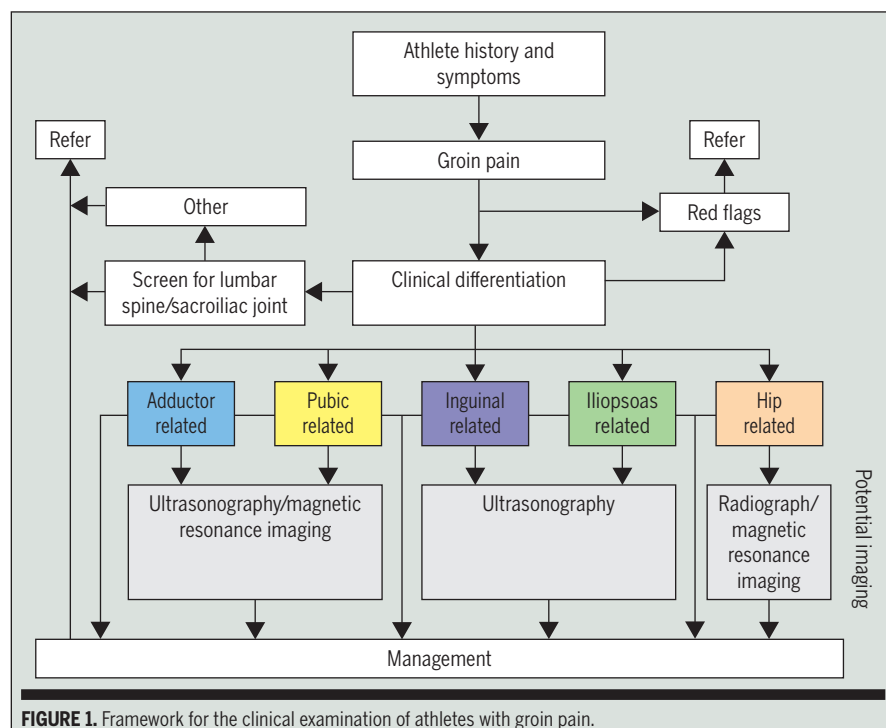 Athlete history and
symptoms
Refer
Groin pain
Refer
Other
Red flags
Screen for lumbar
spine/sacroiliac joint
Clinical differentiation
Adductor
related
Pubic
related
Inguinal
related
Iliopsoas
related
Hip
related
Ultrasonography/magnetic
resonance imaging
Ultrasonography
Radiograph/
magnetic
resonance
imaging
Potential imaging
Management
FIGURE 1. Framework for the clinical examination of athletes with groin pain.